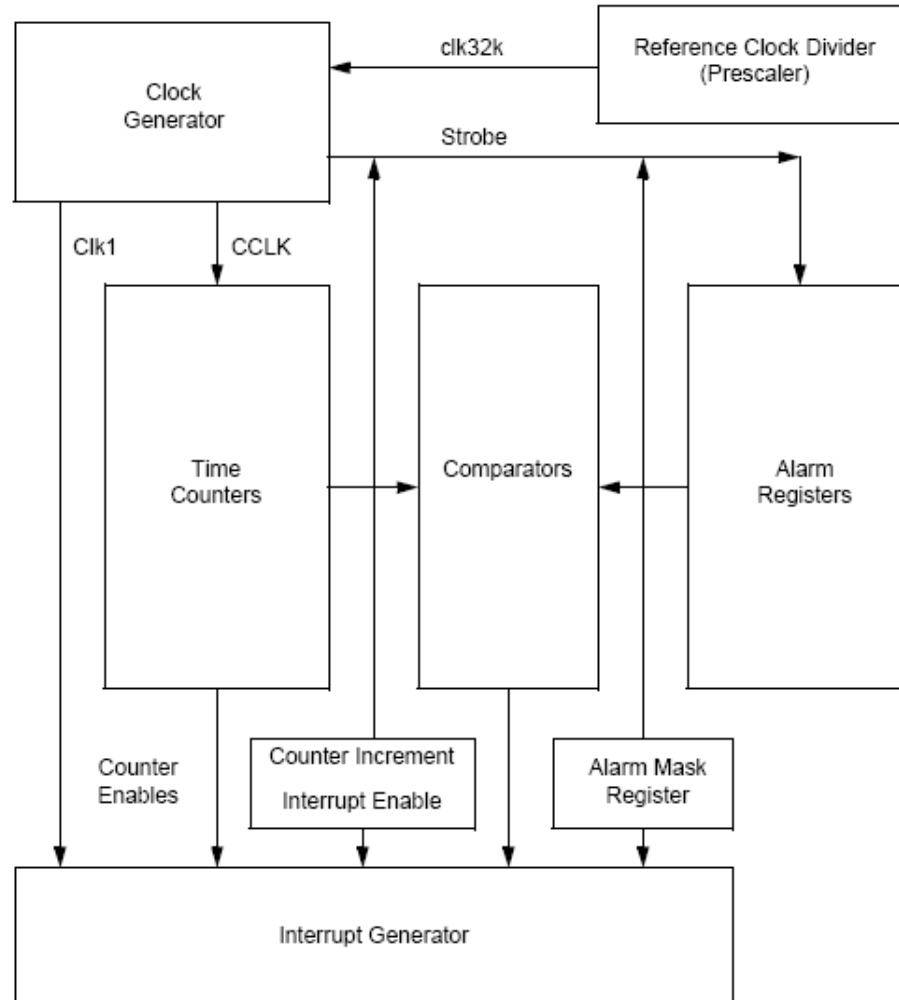 clk32k
Reference Clock Divider
(Prescaler)
Clock
Generator
Strobe
Clk1
CCLK
Time
Counters
Comparators
Alarm
Registers
Counter
Enables
Counter Increment
Interrupt Enable
Alarm Mask
Register
Interrupt Generator